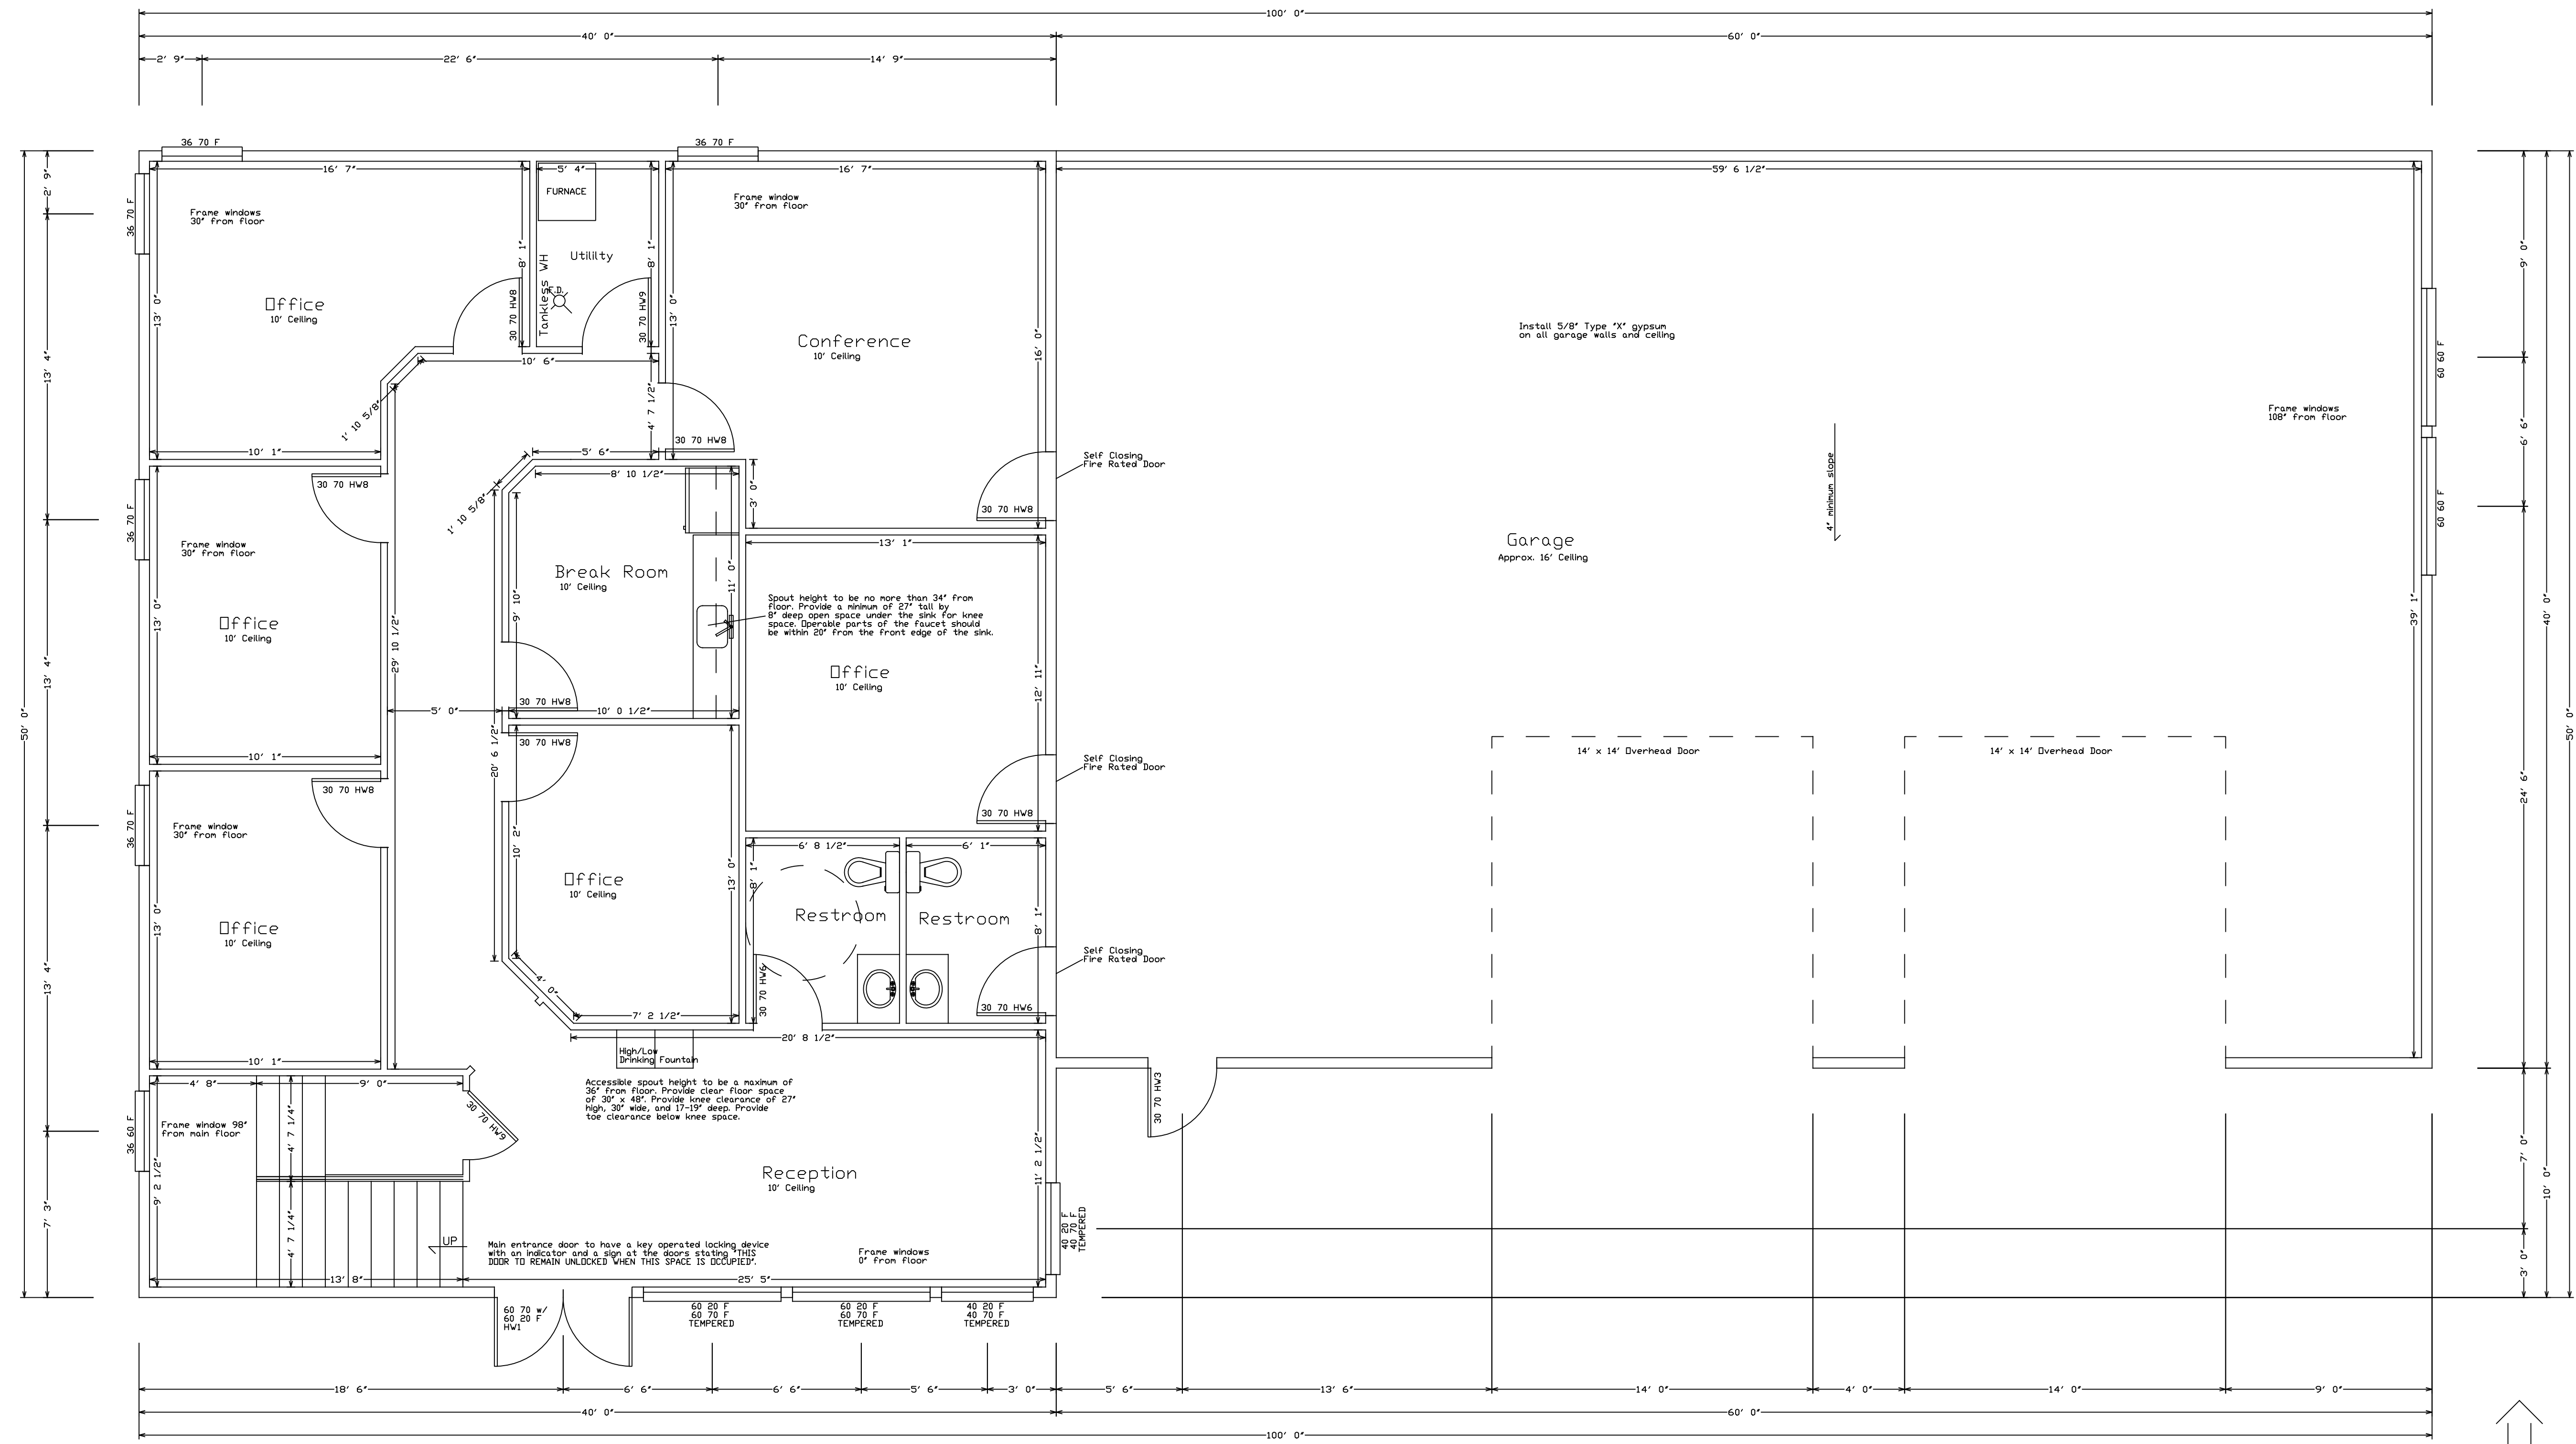 100' 0"
40' 0"
60' 0"
2' 9"
22' 6"
14' 9"
36 70 F
36 70 F
16' 7"
5' 4"
16' 7"
59' 6 1/2"
2' 9"
36 70 F
Frame windows
30" from floor
FURNACE
Frame window
30" from floor
8' 1"
8' 1"
Utililty
Tankless WH
F.D.
30 70 HW8
30 70 HW9
Office
10' Ceiling
13' 0"
13' 0"
Conference
10' Ceiling
16' 0"
Install 5/8" Type "X" gypsum
on all garage walls and ceiling
9' 0"
60 60 F
13' 4"
10' 6"
1' 10 5/8"
4' 7 1/2"
30 70 HW8
10' 1"
5' 6"
Frame windows
108" from floor
6' 6"
Self Closing
Fire Rated Door
4" minimum slope
30 70 HW8
8' 10 1/2"
3' 0"
1' 10 5/8"
30 70 HW8
36 70 F
60 60 F
Frame window
30" from floor
13' 1"
Garage
Approx. 16' Ceiling
Break Room
10' Ceiling
11' 0"
9' 10"
Spout height to be no more than 34" from
floor. Provide a minimum of 27" tall by
8" deep open space under the sink for knee
space. Operable parts of the faucet should
be within 20" from the front edge of the sink.
13' 0"
Office
10' Ceiling
29' 10 1/2"
39' 1"
40' 0"
13' 4"
Office
10' Ceiling
12' 11"
50' 0"
50' 0"
30 70 HW8
5' 0"
10' 0 1/2"
30 70 HW8
20' 6 1/2"
10' 1"
14' x 14' Overhead Door
14' x 14' Overhead Door
Self Closing
Fire Rated Door
24' 6"
30 70 HW8
30 70 HW8
36 70 F
Frame window
30" from floor
10' 2"
6' 8 1/2"
6' 1"
Office
10' Ceiling
13' 0"
8' 1"
Restroom
Restroom
8' 1"
13' 0"
Office
10' Ceiling
Self Closing
Fire Rated Door
13' 4"
4' 0"
30 70 HW6
30 70 HW6
7' 2 1/2"
20' 8 1/2"
High/Low
Drinking Fountain
10' 1"
4' 8"
9' 0"
Accessible spout height to be a maximum of
36" from floor. Provide clear floor space
of 30" x 48". Provide knee clearance of 27"
high, 30" wide, and 17-19" deep. Provide
toe clearance below knee space.
30 70 HW3
36 60 F
Frame window 98"
from main floor
4' 7 1/4"
30 70 HW9
11' 2 1/2"
7' 0"
10' 0"
9' 2 1/2"
Reception
10' Ceiling
7' 3"
4' 7 1/4"
UP
40 20 F
40 70 F
TEMPERED
Main entrance door to have a key operated locking device
with an indicator and a sign at the doors stating "THIS
DOOR TO REMAIN UNLOCKED WHEN THIS SPACE IS OCCUPIED".
Frame windows
0" from floor
3' 0"
13' 8"
25' 5"
60 70 w/
60 20 F
HW1
60 20 F
60 70 F
TEMPERED
60 20 F
60 70 F
TEMPERED
40 20 F
40 70 F
TEMPERED
18' 6"
6' 6"
6' 6"
5' 6"
3' 0"
5' 6"
13' 6"
14' 0"
4' 0"
14' 0"
9' 0"
40' 0"
60' 0"
100' 0"